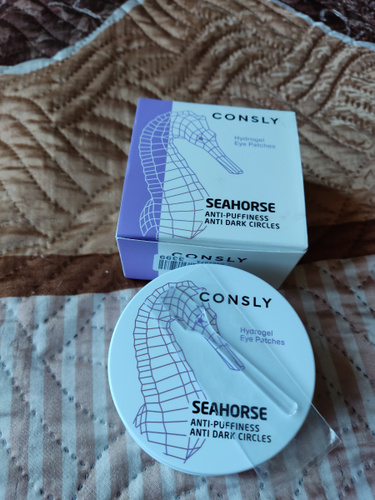 CONSLY
Hydrogel
Eye Patches
SEAHORSE
ANTI-PUFFINESS
ANTI DARK CIRCLES
CONSLY
CONSLY
Hydrogel
Eye Patches
SEAHORSE
ANTI-PUFFINESS
ANTI DARK CIRCLES